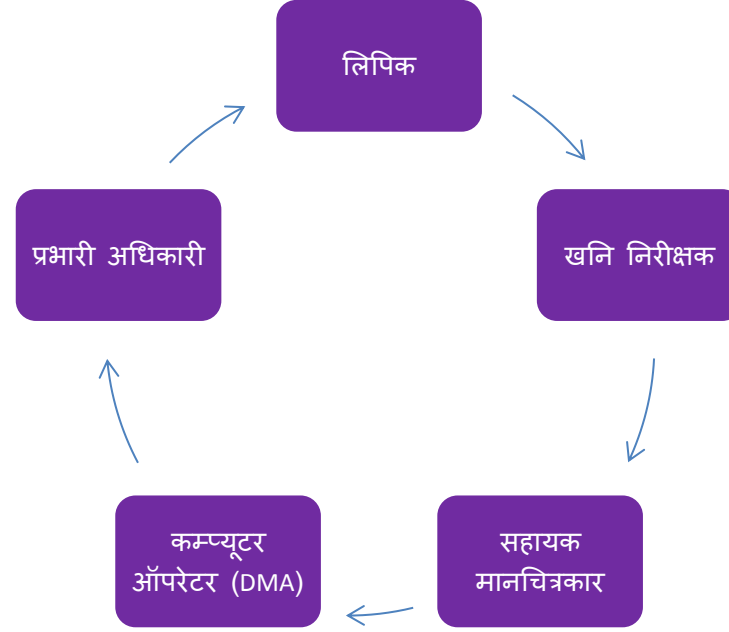 लिपिक
खनि निरीक्षक
सहायक
मानचित्रकार
कम्प्यूटर
ऑपरेटर (DMA)
प्रभारी अधिकारी